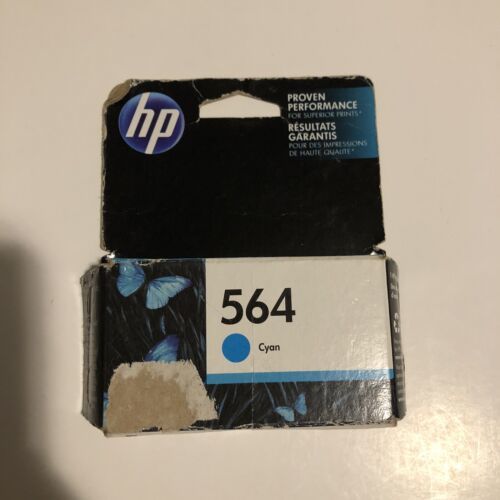 hp
PROVEN
PERFORMANCE
FOR SUPERIOR PRINTS*
RÉSULTATS
GARANTIS
POUR DES IMPRESSIONS
DE HAUTE QUALITÉ*
564
Cyan